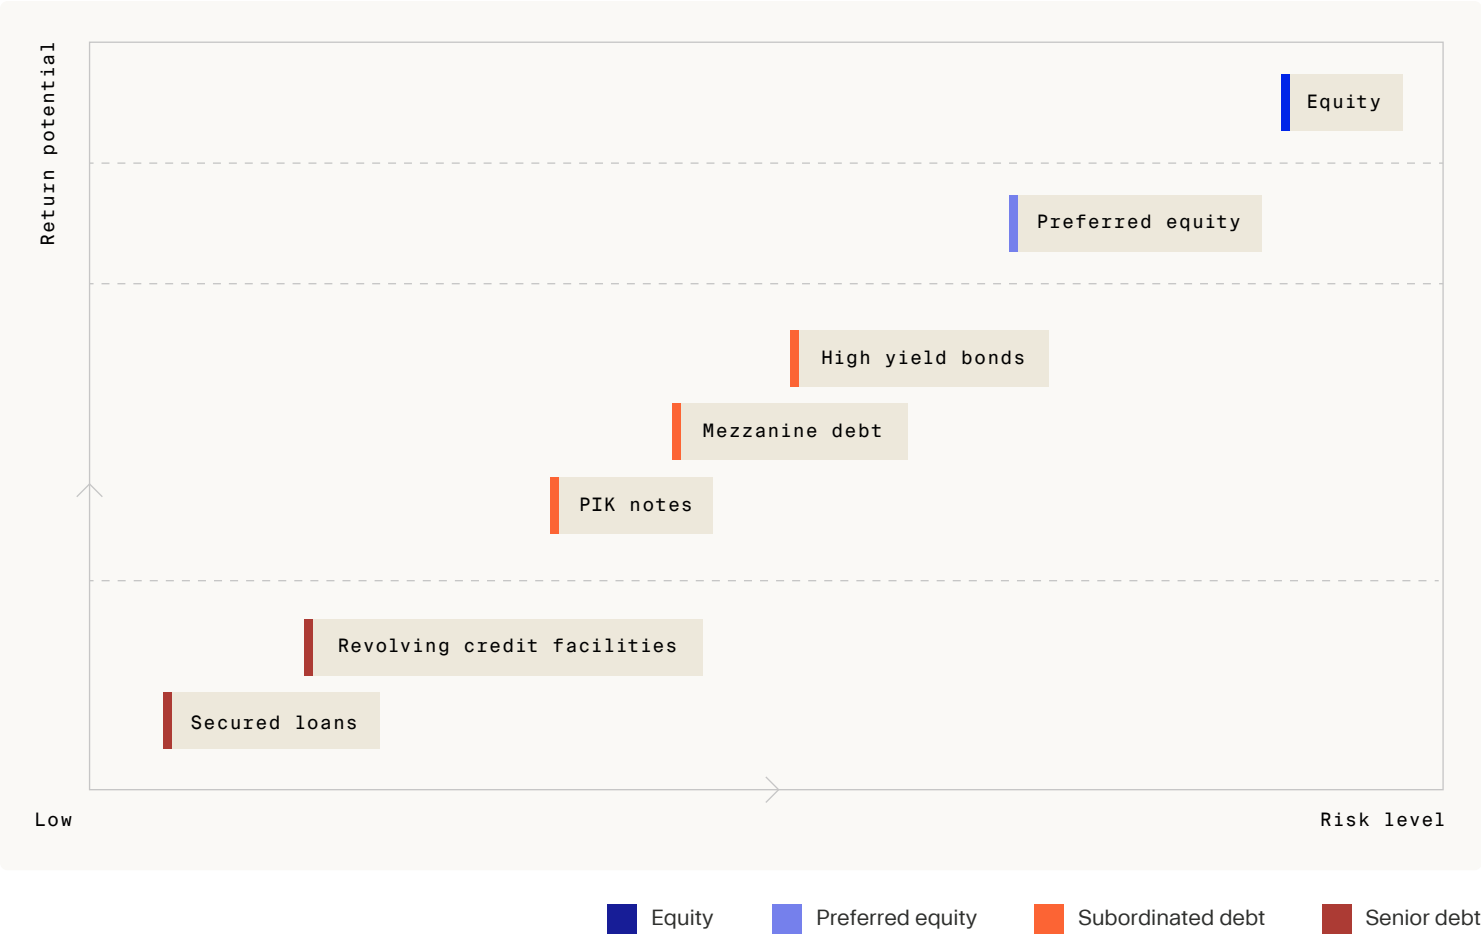 Return potential
Equity
Preferred equity
High yield bonds
Mezzanine debt
PIK notes
Revolving credit facilities
Secured loans
Low
Risk level
Equity
Preferred equity
Subordinated debt
Senior debt